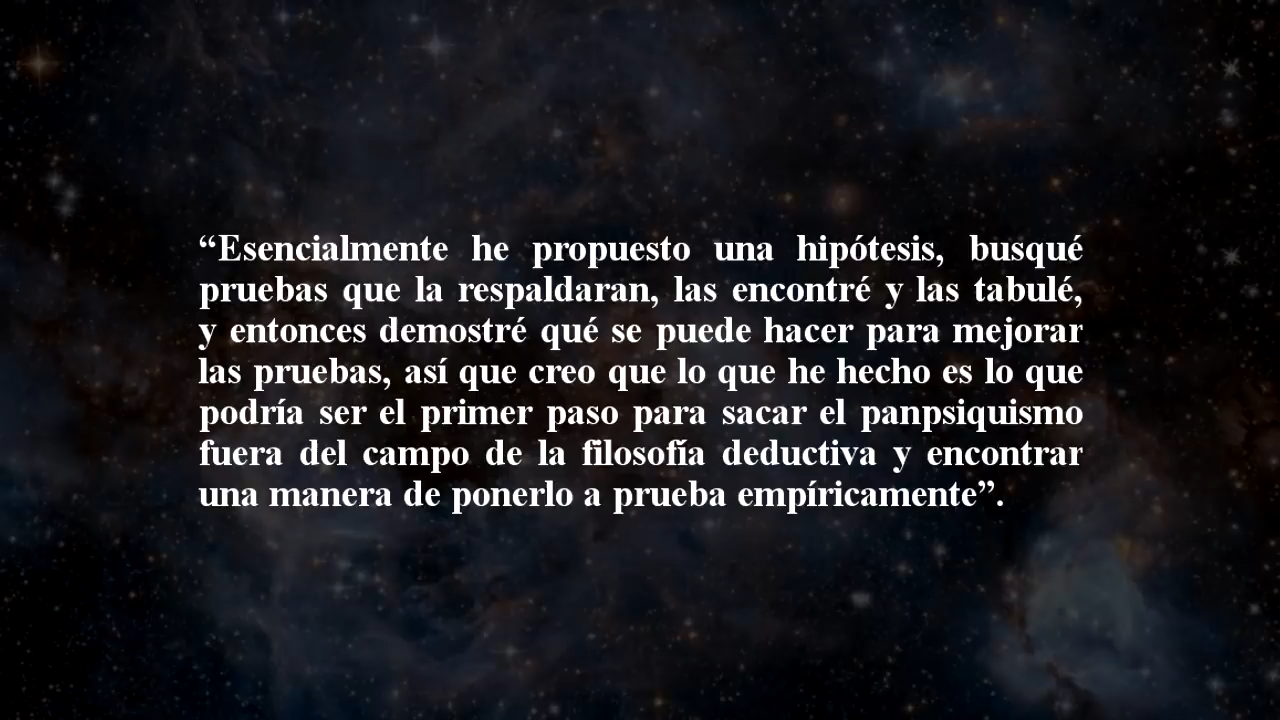 “Esencialmente he propuesto una hipótesis, busqué
pruebas que la respaldaran, las encontré y las tabulé,
y entonces demostré qué se puede hacer para mejorar
las pruebas, así que creo que lo que he hecho es lo que
podría ser el primer paso para sacar el panpsiquismo
fuera del campo de la filosofía deductiva y encontrar
una manera de ponerlo a prueba empíricamente”.